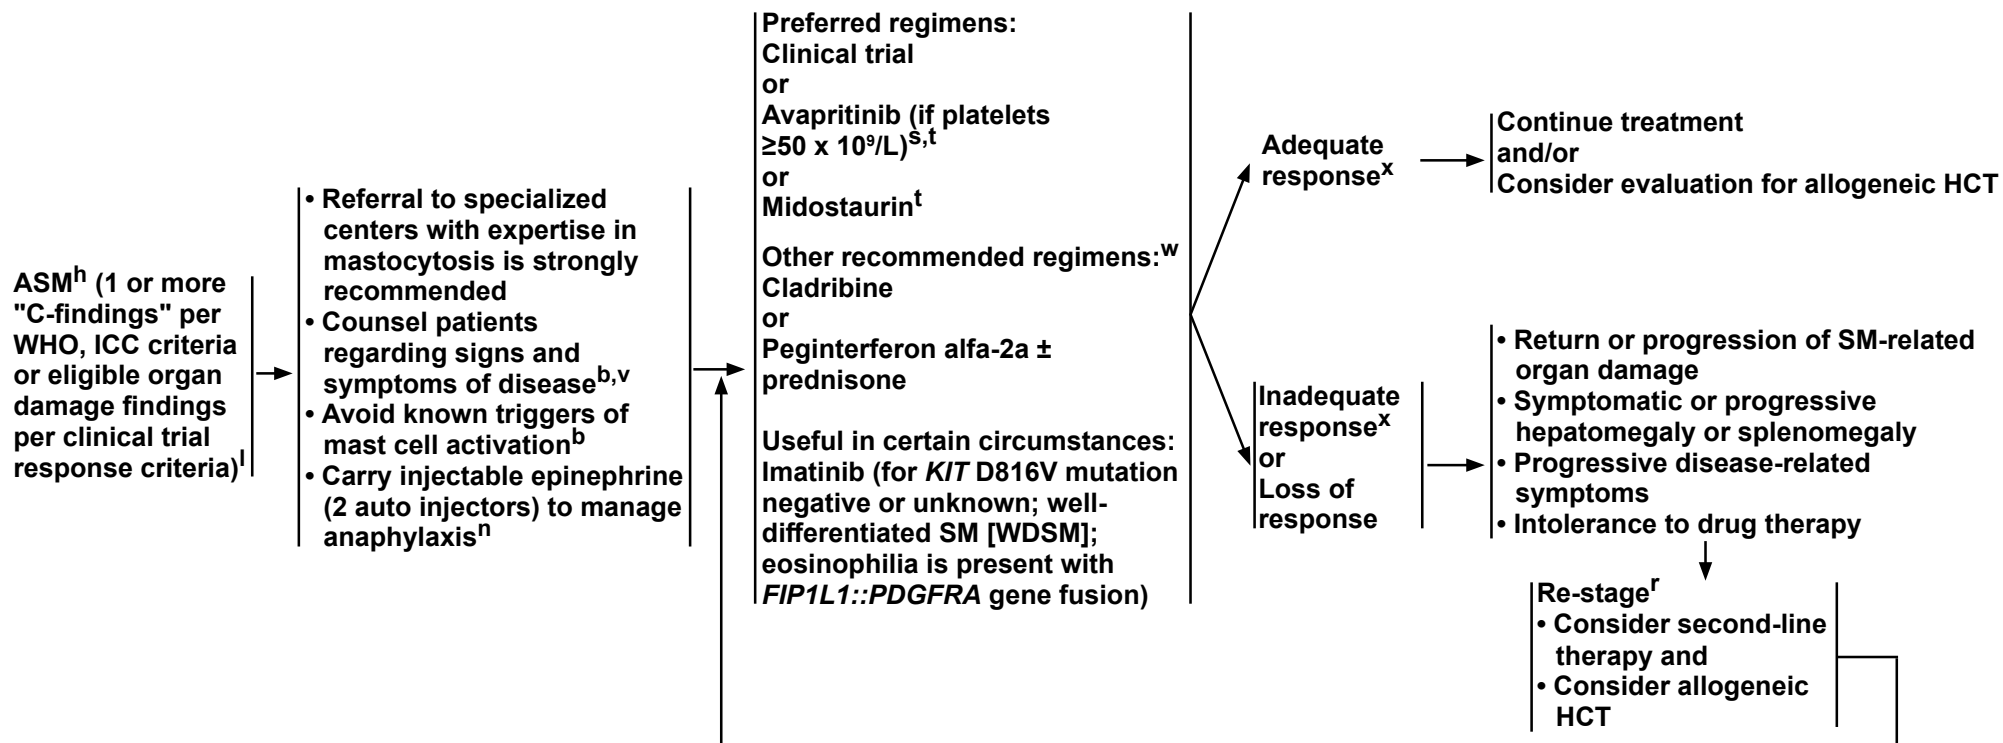 ASMʰ (1 or more
"C-findings" per
WHO, ICC criteria
or eligible organ
damage findings
per clinical trial
response criteria)ˡ
• Referral to specialized
centers with expertise in
mastocytosis is strongly
recommended
• Counsel patients
regarding signs and
symptoms of diseaseᵇ,ᵛ
• Avoid known triggers of
mast cell activationᵇ
• Carry injectable epinephrine
(2 auto injectors) to manage
anaphylaxisⁿ
Preferred regimens:
Clinical trial
or
Avapritinib (if platelets
≥50 x 10⁹/L)ˢ,ᵗ
or
Midostaurinᵗ
Other recommended regimens:ʷ
Cladribine
or
Peginterferon alfa-2a ±
prednisone
Useful in certain circumstances:
Imatinib (for KIT D816V mutation
negative or unknown; well-
differentiated SM [WDSM];
eosinophilia is present with
FIP1L1::PDGFRA gene fusion)
Adequate
responseˣ
Continue treatment
and/or
Consider evaluation for allogeneic HCT
Inadequate
responseˣ
or
Loss of
response
• Return or progression of SM-related
organ damage
• Symptomatic or progressive
hepatomegaly or splenomegaly
• Progressive disease-related
symptoms
• Intolerance to drug therapy
Re-stageʳ
• Consider second-line
therapy and
• Consider allogeneic
HCT